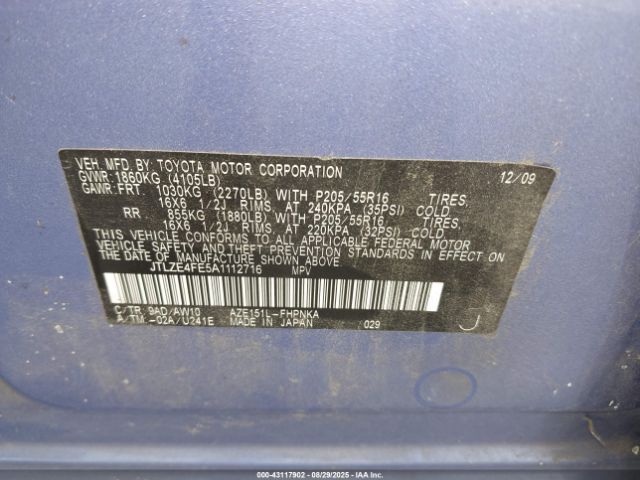 VEH. MFD. BY: TOYOTA MOTOR CORPORATION 12/09
GVWR: 1860KG (4105LB)
GAWR: FRT 1030KG (2270LB) WITH P205/55R16 TIRES,
16X6 1/2J RIMS, AT 240KPA (35PSI) COLD.
RR 855KG (1880LB) WITH P205/55R16 TIRES,
16X6 1/2J RIMS, AT 220KPA (32PSI) COLD.
THIS VEHICLE CONFORMS TO ALL APPLICABLE FEDERAL MOTOR
VEHICLE SAFETY AND THEFT PREVENTION STANDARDS IN EFFECT
ON THE DATE OF MANUFACTURE SHOWN ABOVE.
JTLZE4FE5A1112716 MPV
C/TR: 9AD/AW10 AZE151L-FHPNKA
A/TM: -02A/U241E MADE IN JAPAN 029 J
000-43117902 - 08/29/2025 - IAAI.COM